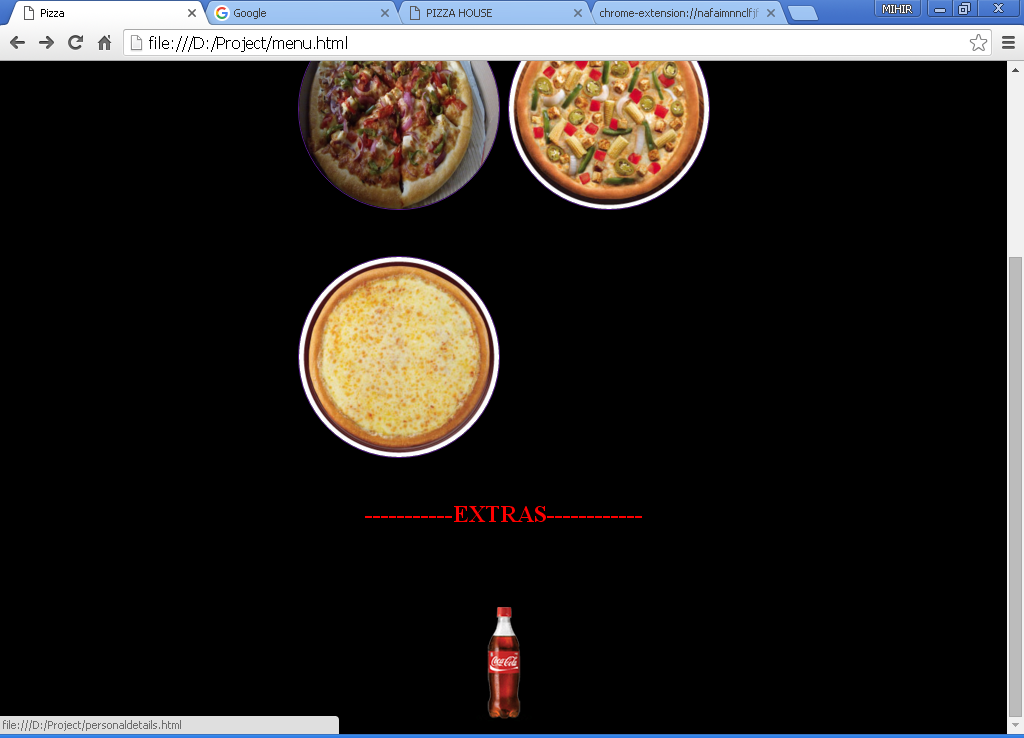 Pizza
Google
PIZZA HOUSE
chrome-extension://nafaimnnclfjf
MIHIR
file:///D:/Project/menu.html
-----------EXTRAS------------
Coca-Cola
file:///D:/Project/personaldetails.html